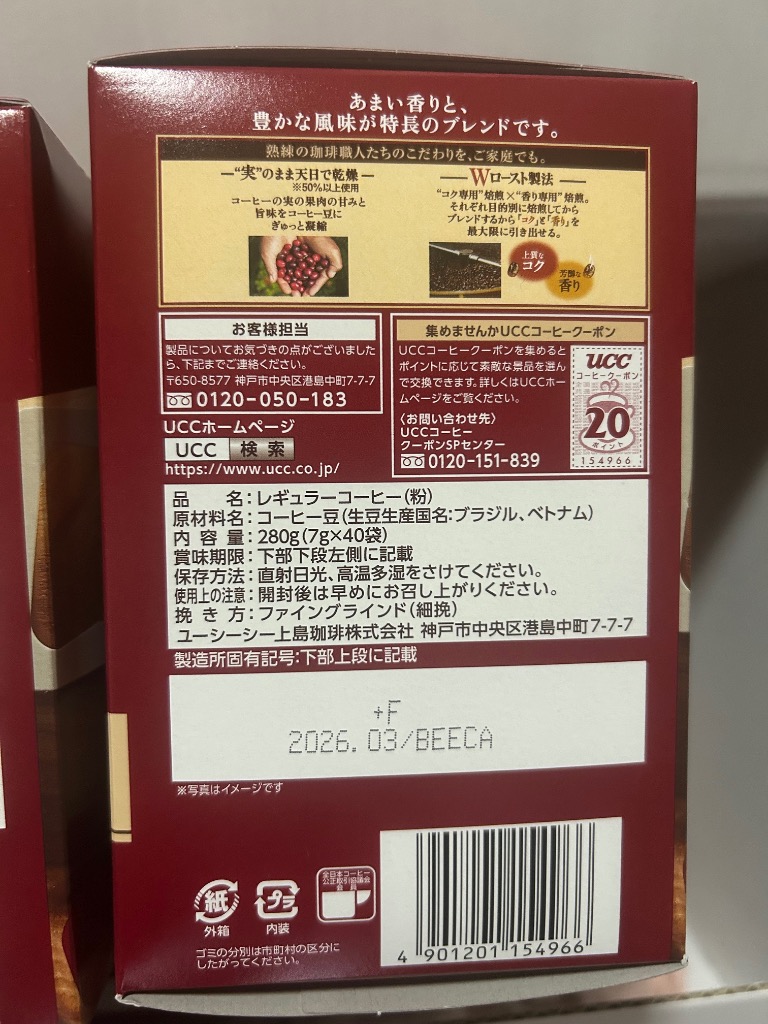 あまい香りと、
豊かな風味が特長のブレンドです。
熟練の珈琲職人たちのこだわりを、ご家庭でも。
“実”のまま天日で乾燥
※50%以上使用
コーヒーの実の果肉の甘みと
旨味をコーヒー豆に
ぎゅっと凝縮
Wロースト製法
“コク専用”焙煎×“香り専用”焙煎。
それぞれ目的別に焙煎してから
ブレンドするから「コク」と「香り」を
最大限に引き出せる。
上質な
コク
芳醇な
香り
お客様担当
製品についてお気づきの点がございました
ら、下記までご連絡ください。
〒650-8577 神戸市中央区港島中町7-7-7
0120-050-183
UCCホームページ
UCC 検索
https://www.ucc.co.jp/
集めませんかUCCコーヒークーポン
UCCコーヒークーポンを集めると
ポイントに応じて素敵な景品を選ん
で交換できます。詳しくはUCCホー
ムページをご覧ください。
〈お問い合わせ先〉
UCCコーヒー
クーポンSPセンター
0120-151-839
UCC
コーヒークーポン
20
ポイント
154966
品名:レギュラーコーヒー(粉)
原材料名:コーヒー豆(生豆生産国名:ブラジル、ベトナム)
内容量:280g(7g×40袋)
賞味期限:下部下段左側に記載
保存方法:直射日光、高温多湿をさけてください。
使用上の注意:開封後は早めにお召し上がりください。
挽き方:ファイングラインド(細挽)
ユーシーシー上島珈琲株式会社 神戸市中央区港島中町7-7-7
製造所固有記号:下部上段に記載
+F
2026.03/BEECA
※写真はイメージです
紙
外箱
プラ
内装
全日本コーヒー
公正取引協議会
会員
ゴミの分別は市町村の区分に
したがってください。
4 901201 154966